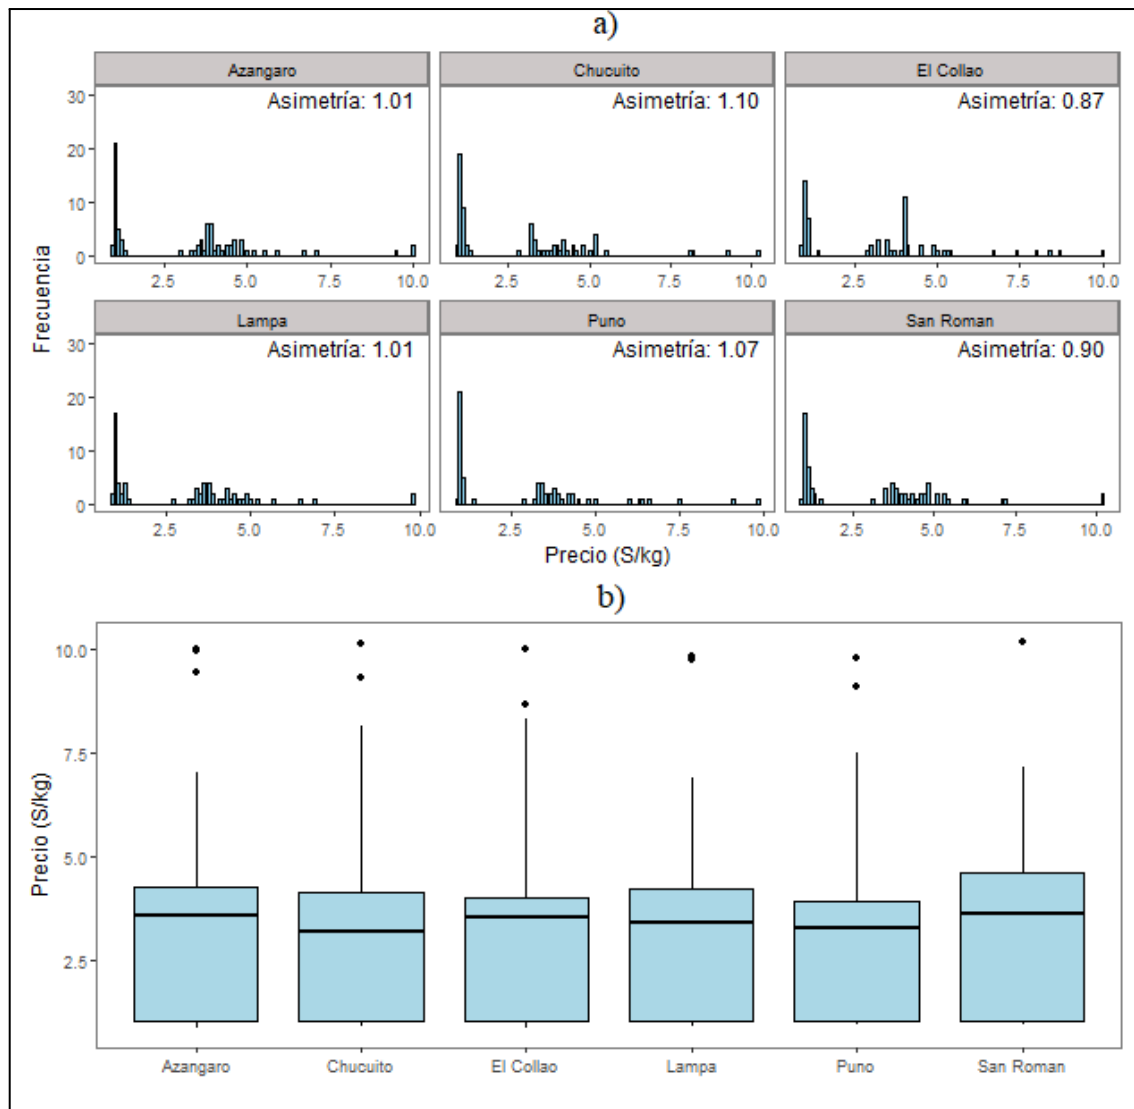 a)
Azangaro Chucuito El Collao
Asimetría: 1.01 Asimetría: 1.10 Asimetría: 0.87
30
20
10
0
2.5 5.0 7.5 10.0 2.5 5.0 7.5 10.0 2.5 5.0 7.5 10.0
Frecuencia
Lampa Puno San Roman
Asimetría: 1.01 Asimetría: 1.07 Asimetría: 0.90
30
20
10
0
2.5 5.0 7.5 10.0 2.5 5.0 7.5 10.0 2.5 5.0 7.5 10.0
Precio (S/kg)
b)
10.0
7.5
5.0
2.5
Precio (S/kg)
Azangaro Chucuito El Collao Lampa Puno San Roman